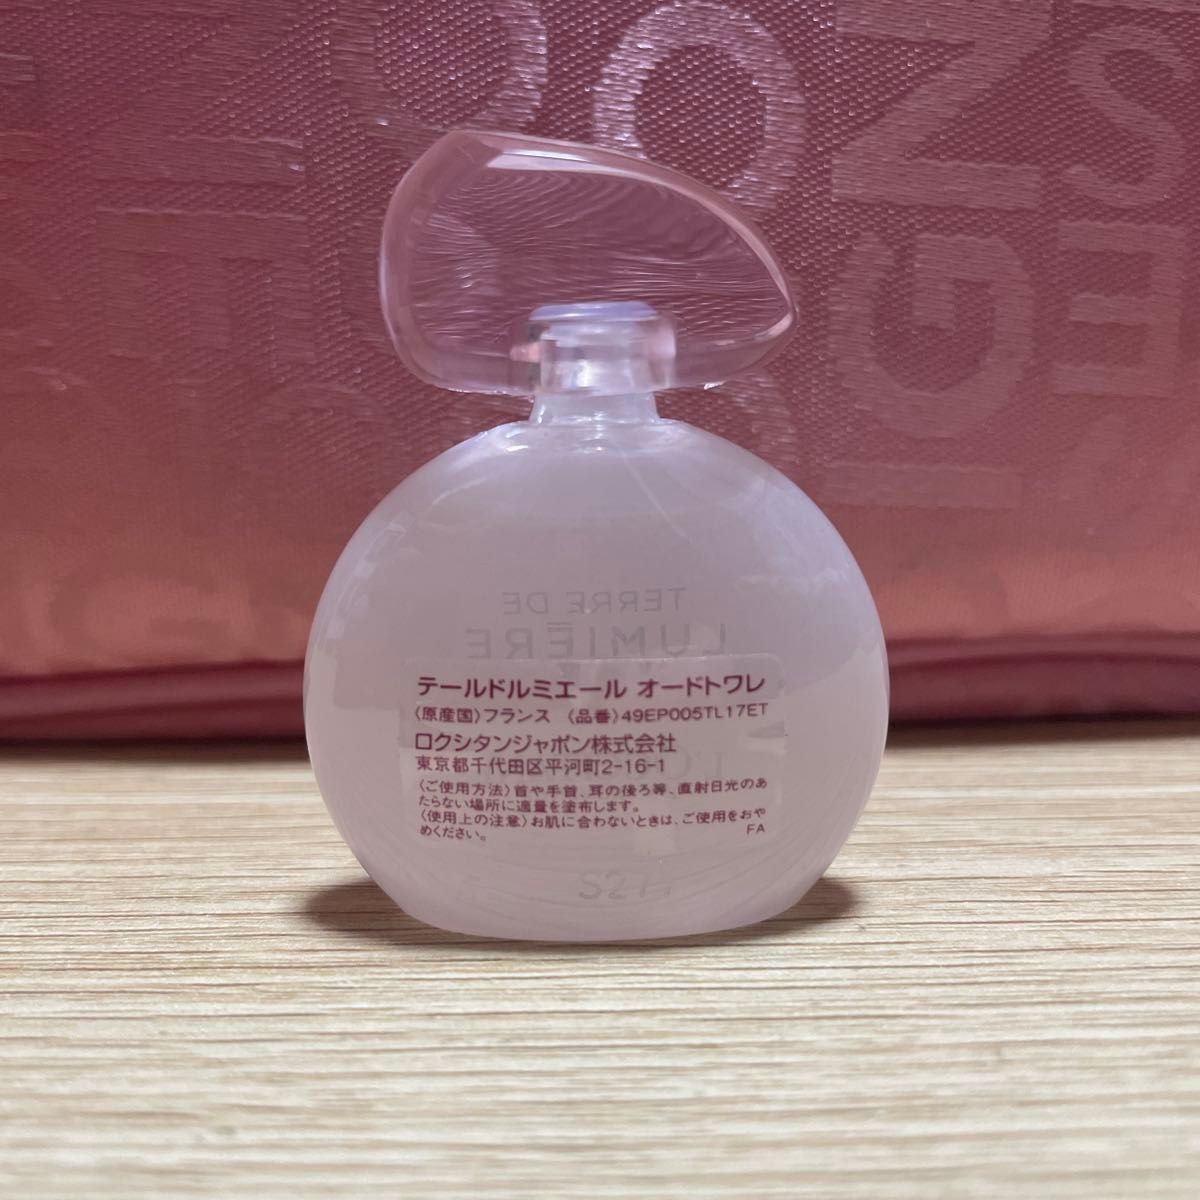 TERRE DE
LUMIÈRE
テールドルミエール オードトワレ
〈原産国〉フランス 〈品番〉49EP005TL17ET
ロクシタンジャポン株式会社
東京都千代田区平河町2-16-1
〈ご使用方法〉首や手首、耳の後ろ等、直射日光のあ
たらない場所に適量を塗布します。
〈使用上の注意〉お肌に合わないときは、ご使用をおや
めください。 FA